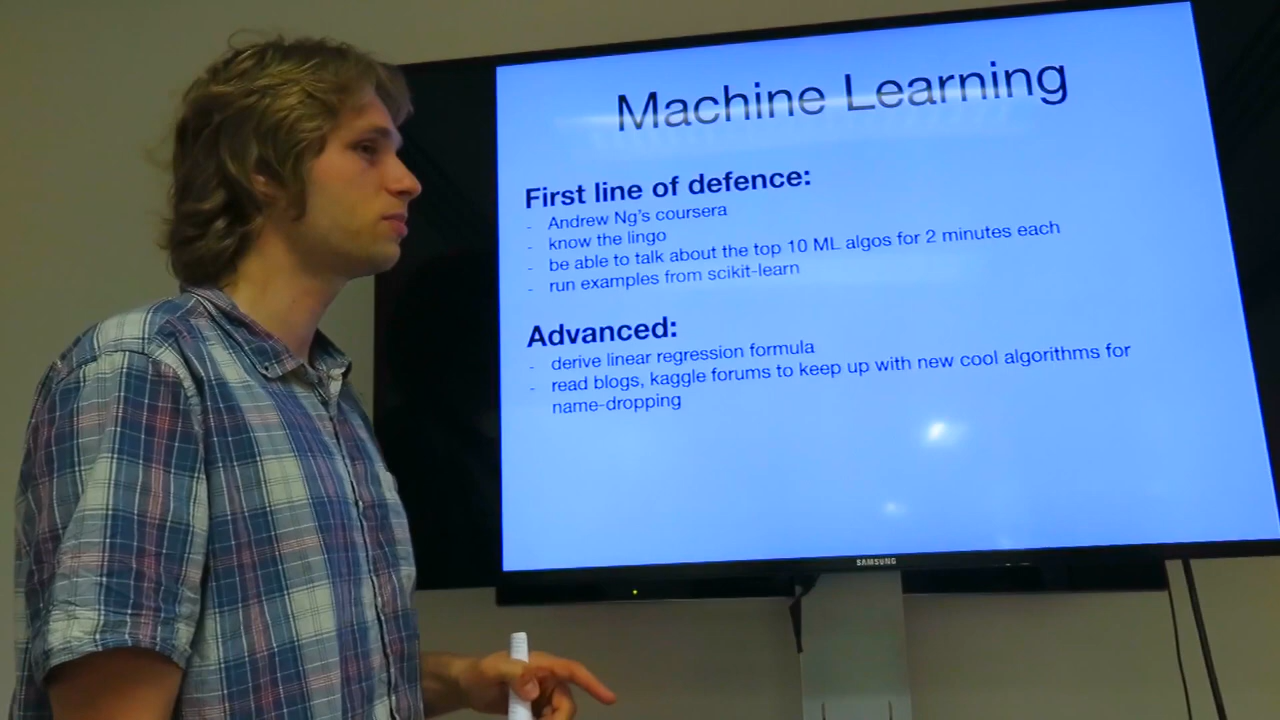 Machine Learning
First line of defence:
- Andrew Ng's coursera
- know the lingo
- be able to talk about the top 10 ML algos for 2 minutes each
- run examples from scikit-learn
Advanced:
- derive linear regression formula
- read blogs, kaggle forums to keep up with new cool algorithms for
name-dropping
SAMSUNG